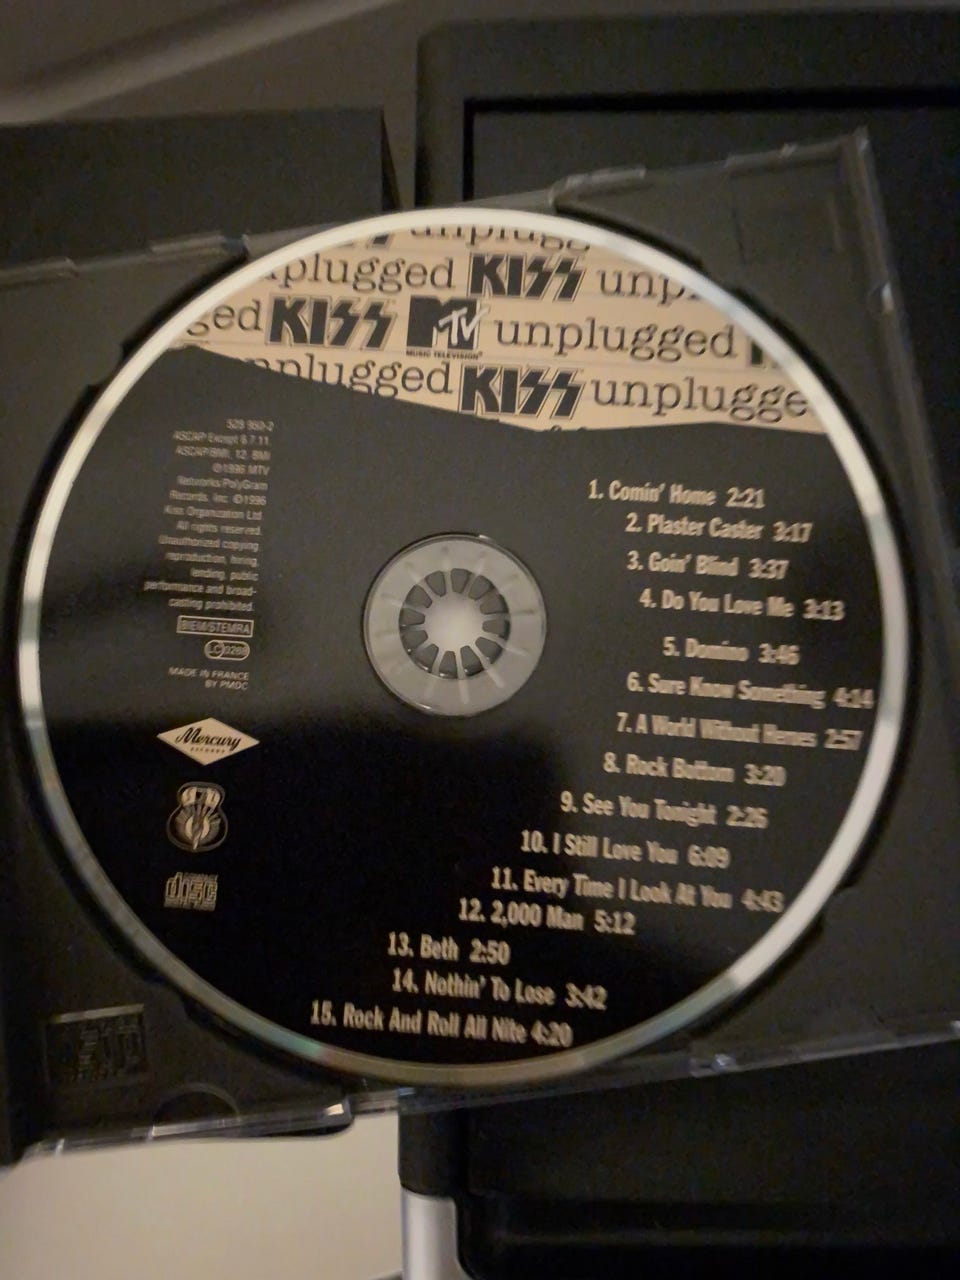 unplugged
unplugged KISS unp
ged KISS MTV unplugged
MUSIC TELEVISION®
plugged KISS unplugge
528 950-2
ASCAP Except 6,7,11,
ASCAP/BMI, 12, BMI
℗1996 MTV
Networks/PolyGram
Records, Inc. ©1996
Kiss Organization Ltd
All rights reserved.
Unauthorized copying
reproduction, hiring,
lending, public
performance and broad-
casting prohibited.
BIEM/STEMRA
LC 0268
MADE IN FRANCE
BY PMDC
Mercury
RECORDS
disc
1. Comin' Home 2:21
2. Plaster Caster 3:17
3. Goin' Blind 3:37
4. Do You Love Me 3:13
5. Domino 3:46
6. Sure Know Something 4:14
7. A World Without Heroes 2:57
8. Rock Bottom 3:20
9. See You Tonight 2:26
10. I Still Love You 6:09
11. Every Time I Look At You 4:43
12. 2,000 Man 5:12
13. Beth 2:50
14. Nothin' To Lose 3:42
15. Rock And Roll All Nite 4:20